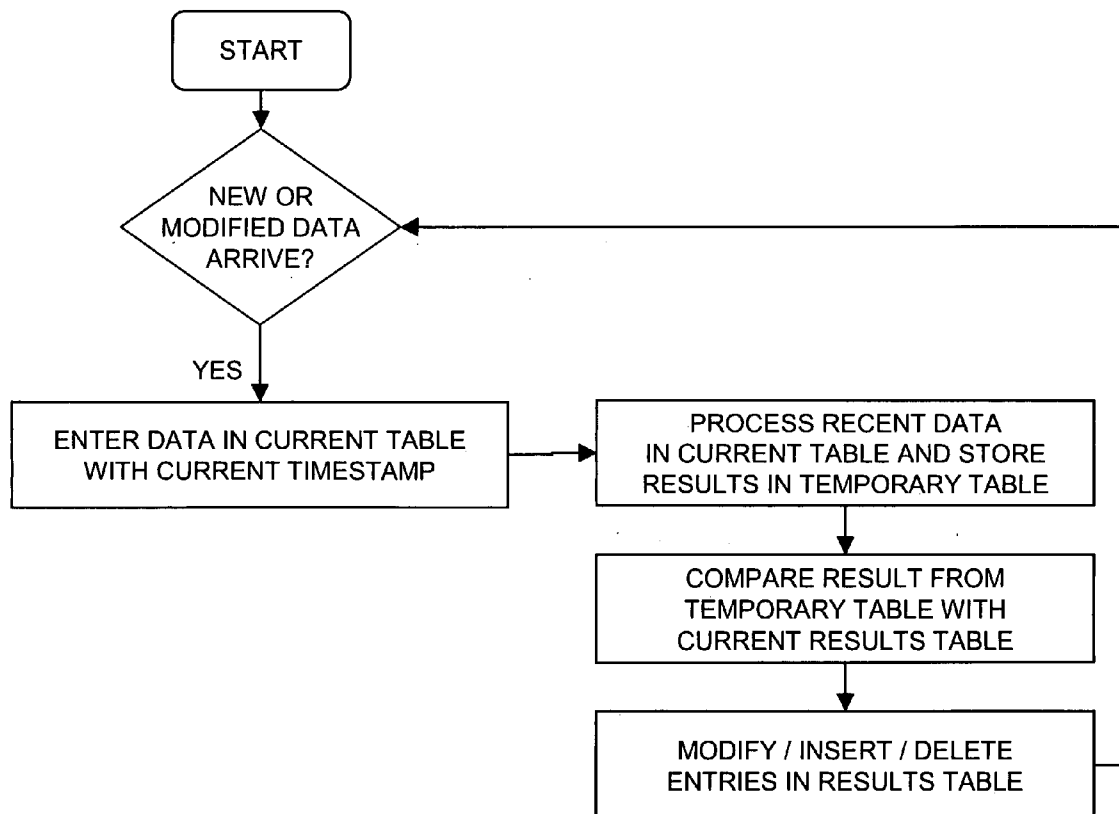 START
NEW OR
MODIFIED DATA
ARRIVE?
YES
ENTER DATA IN CURRENT TABLE
WITH CURRENT TIMESTAMP
PROCESS RECENT DATA
IN CURRENT TABLE AND STORE
RESULTS IN TEMPORARY TABLE
COMPARE RESULT FROM
TEMPORARY TABLE WITH
CURRENT RESULTS TABLE
MODIFY / INSERT / DELETE
ENTRIES IN RESULTS TABLE